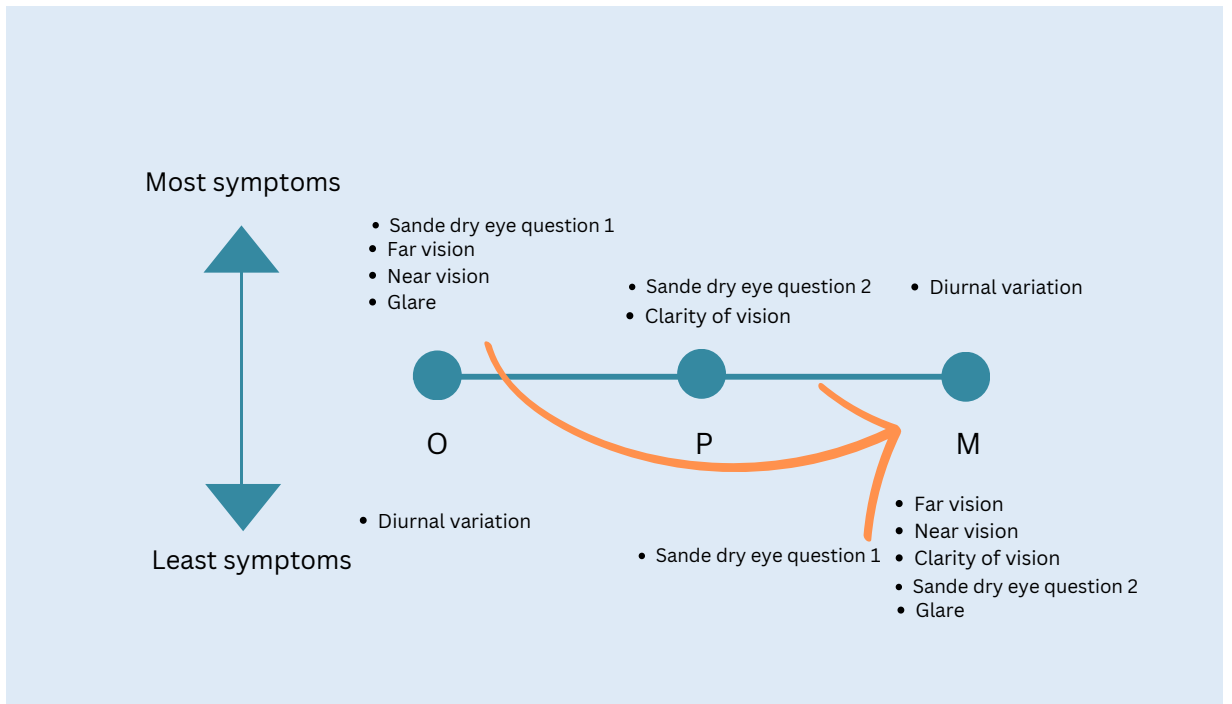 Most symptoms
• Sande dry eye question 1
• Far vision
• Near vision
• Glare
• Sande dry eye question 2
• Clarity of vision
• Diurnal variation
O
P
M
• Diurnal variation
Least symptoms
• Sande dry eye question 1
• Far vision
• Near vision
• Clarity of vision
• Sande dry eye question 2
• Glare